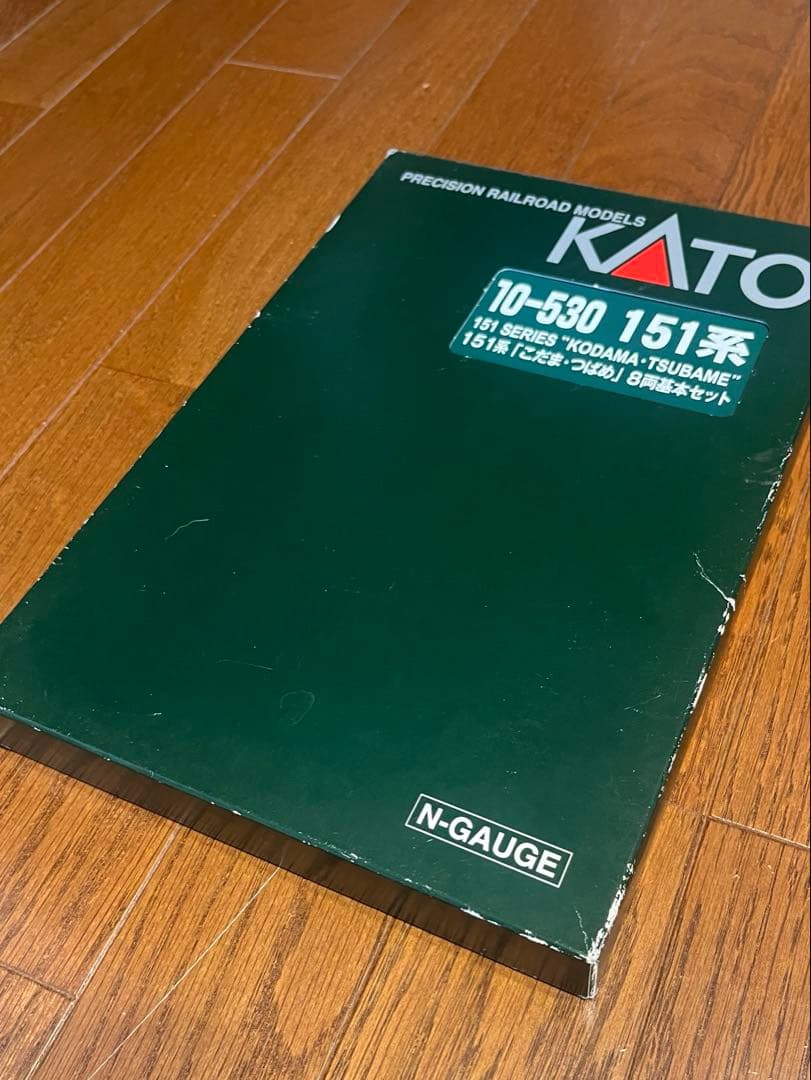 PRECISION RAILROAD MODELS
KATO
10-530 151系
151 SERIES "KODAMA・TSUBAME"
151系「こだま・つばめ」8両基本セット
N-GAUGE